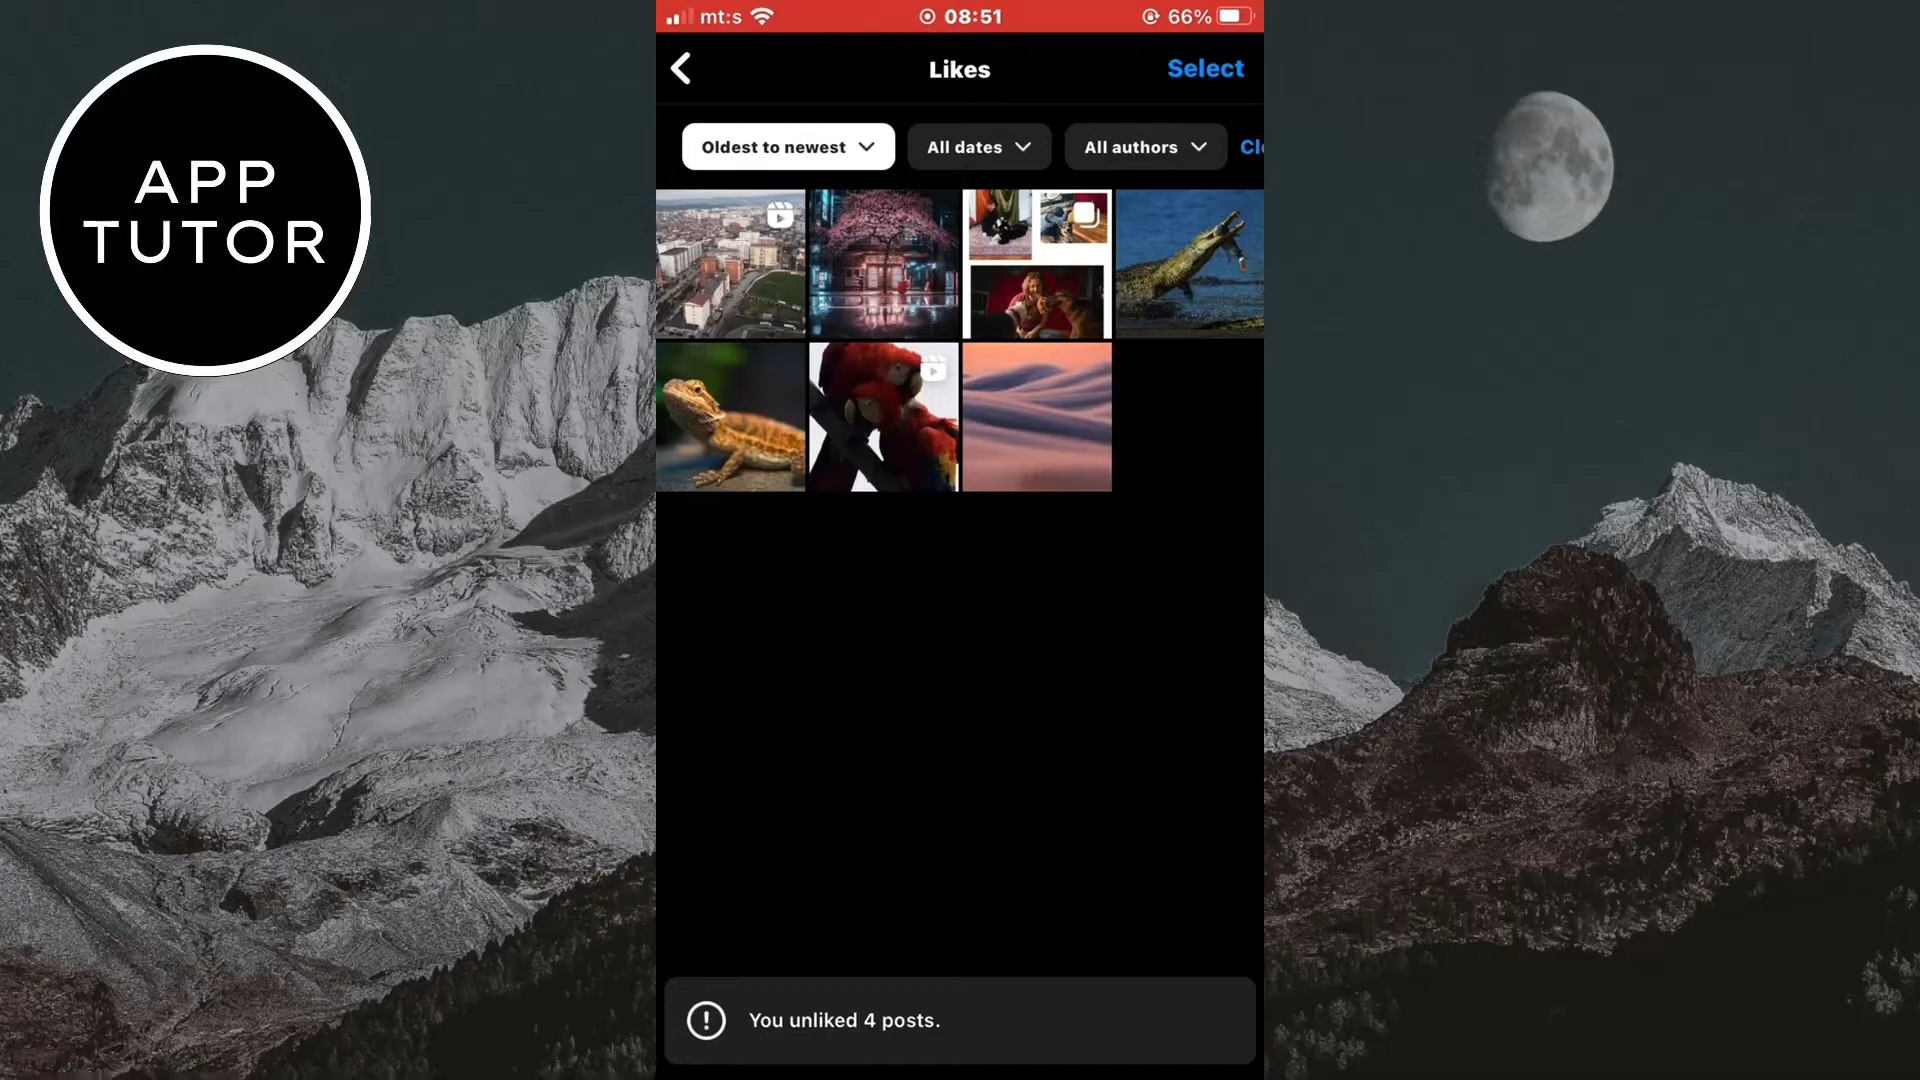 APP
TUTOR
mt:s
08:51
66%
Likes
Select
Oldest to newest
All dates
All authors
Cle
You unliked 4 posts.